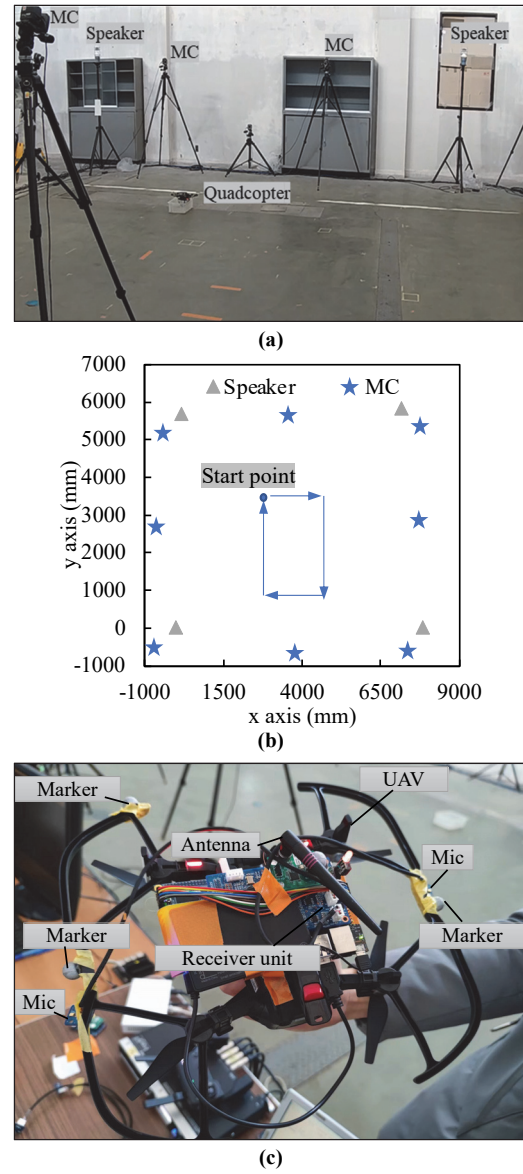 MC
Speaker
MC
MC
Speaker
Quadcopter
(a)
7000
6000
5000
4000
3000
2000
1000
0
-1000
y axis (mm)
Speaker
MC
Start point
-1000 1500 4000 6500 9000
x axis (mm)
(b)
Marker
UAV
Antenna
Mic
Marker
Marker
Receiver unit
Mic
(c)